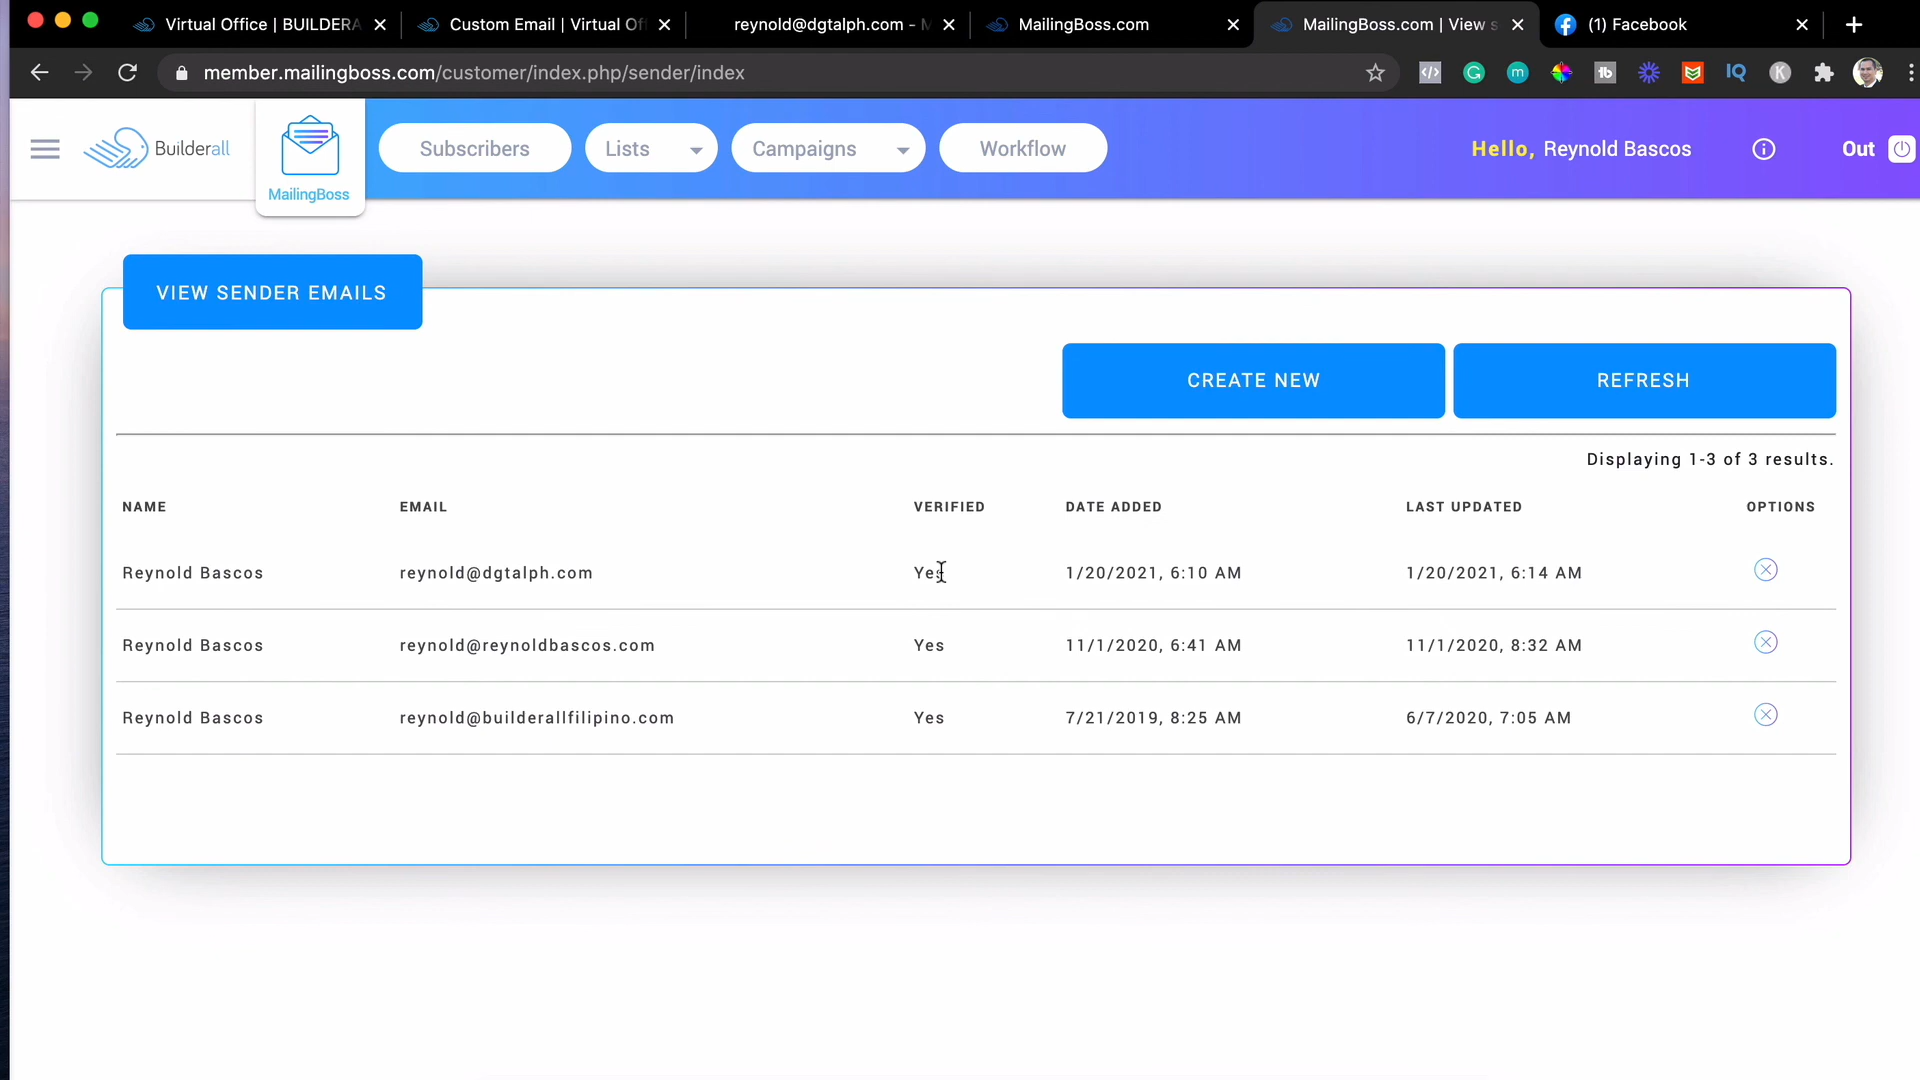 Virtual Office | BUILDERA
Custom Email | Virtual Of
reynold@dgtalph.com - M
MailingBoss.com
MailingBoss.com | View s
(1) Facebook
member.mailingboss.com/customer/index.php/sender/index
Builderall
MailingBoss
Subscribers
Lists
Campaigns
Workflow
Hello, Reynold Bascos
Out
VIEW SENDER EMAILS
CREATE NEW
REFRESH
Displaying 1-3 of 3 results.
NAME EMAIL VERIFIED DATE ADDED LAST UPDATED OPTIONS
Reynold Bascos reynold@dgtalph.com Yes 1/20/2021, 6:10 AM 1/20/2021, 6:14 AM
Reynold Bascos reynold@reynoldbascos.com Yes 11/1/2020, 6:41 AM 11/1/2020, 8:32 AM
Reynold Bascos reynold@builderallfilipino.com Yes 7/21/2019, 8:25 AM 6/7/2020, 7:05 AM